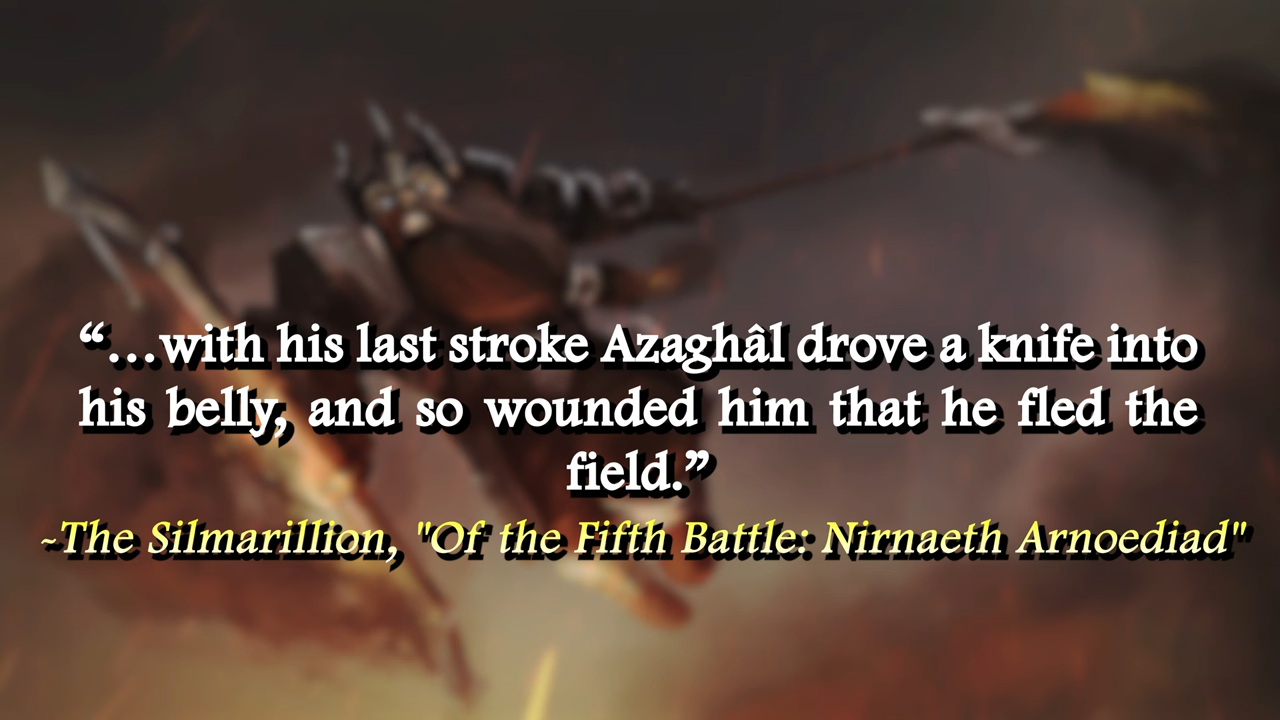 “...with his last stroke Azaghâl drove a knife into
his belly, and so wounded him that he fled the
field.”
~The Silmarillion, "Of the Fifth Battle: Nirnaeth Arnoediad"